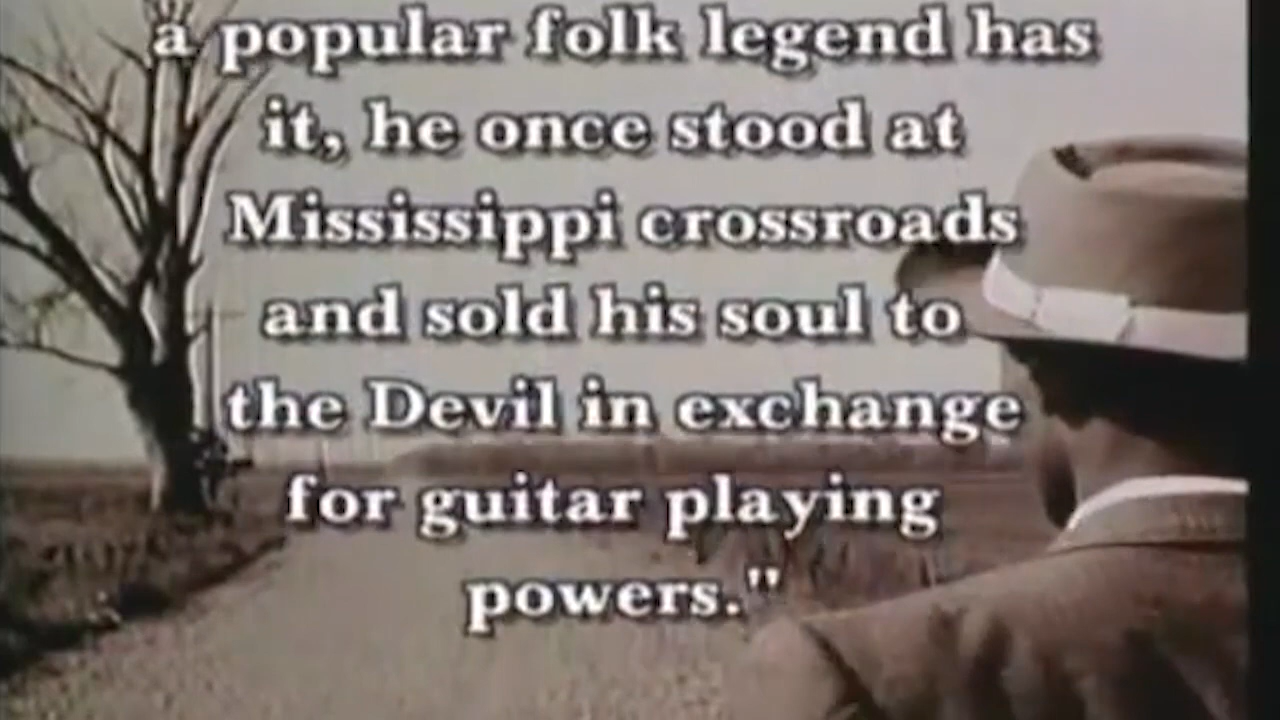 a popular folk legend has
it, he once stood at
Mississippi crossroads
and sold his soul to
the Devil in exchange
for guitar playing
powers."